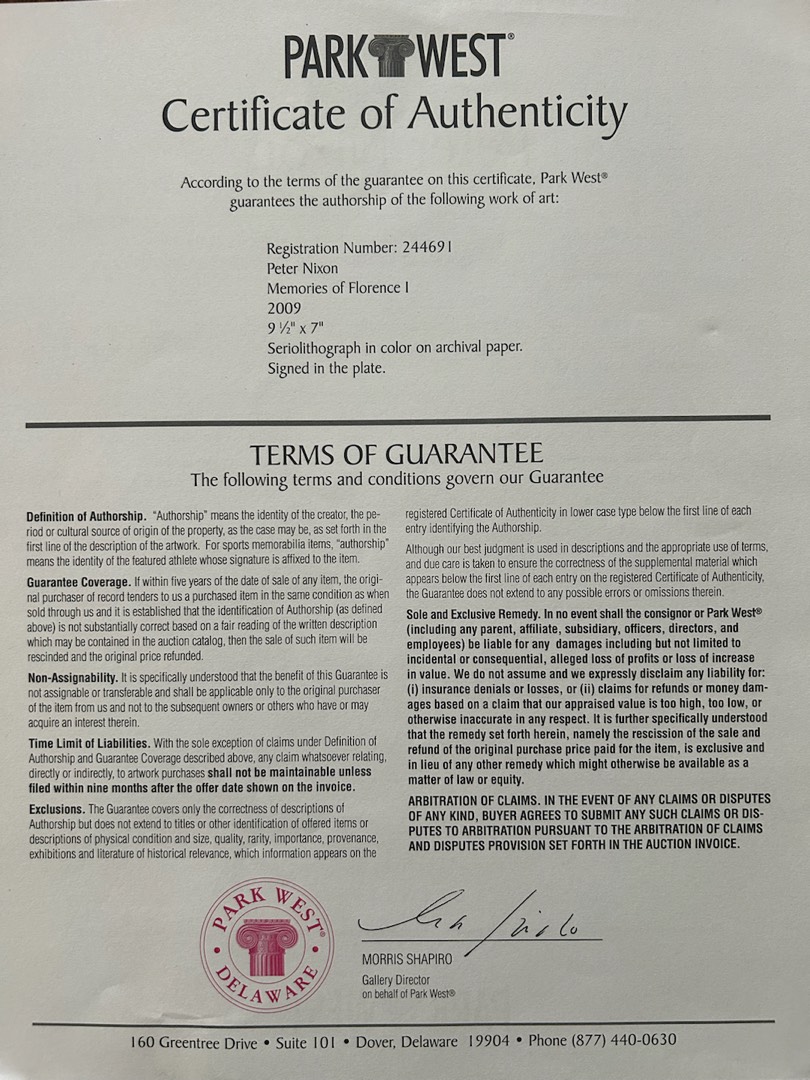 PARK WEST®
Certificate of Authenticity
According to the terms of the guarantee on this certificate, Park West®
guarantees the authorship of the following work of art:
Registration Number: 244691
Peter Nixon
Memories of Florence I
2009
9 ½" x 7"
Seriolithograph in color on archival paper.
Signed in the plate.
TERMS OF GUARANTEE
The following terms and conditions govern our Guarantee
Definition of Authorship. "Authorship" means the identity of the creator, the pe-
riod or cultural source of origin of the property, as the case may be, as set forth in the
first line of the description of the artwork. For sports memorabilia items, "authorship"
means the identity of the featured athlete whose signature is affixed to the item.
Guarantee Coverage. If within five years of the date of sale of any item, the origi-
nal purchaser of record tenders to us a purchased item in the same condition as when
sold through us and it is established that the identification of Authorship (as defined
above) is not substantially correct based on a fair reading of the written description
which may be contained in the auction catalog, then the sale of such item will be
rescinded and the original price refunded.
Non-Assignability. It is specifically understood that the benefit of this Guarantee is
not assignable or transferable and shall be applicable only to the original purchaser
of the item from us and not to the subsequent owners or others who have or may
acquire an interest therein.
Time Limit of Liabilities. With the sole exception of claims under Definition of
Authorship and Guarantee Coverage described above, any claim whatsoever relating,
directly or indirectly, to artwork purchases shall not be maintainable unless
filed within nine months after the offer date shown on the invoice.
Exclusions. The Guarantee covers only the correctness of descriptions of
Authorship but does not extend to titles or other identification of offered items or
descriptions of physical condition and size, quality, rarity, importance, provenance,
exhibitions and literature of historical relevance, which information appears on the
registered Certificate of Authenticity in lower case type below the first line of each
entry identifying the Authorship.
Although our best judgment is used in descriptions and the appropriate use of terms,
and due care is taken to ensure the correctness of the supplemental material which
appears below the first line of each entry on the registered Certificate of Authenticity,
the Guarantee does not extend to any possible errors or omissions therein.
Sole and Exclusive Remedy. In no event shall the consignor or Park West®
(including any parent, affiliate, subsidiary, officers, directors, and
employees) be liable for any damages including but not limited to
incidental or consequential, alleged loss of profits or loss of increase
in value. We do not assume and we expressly disclaim any liability for:
(i) insurance denials or losses, or (ii) claims for refunds or money dam-
ages based on a claim that our appraised value is too high, too low, or
otherwise inaccurate in any respect. It is further specifically understood
that the remedy set forth herein, namely the rescission of the sale and
refund of the original purchase price paid for the item, is exclusive and
in lieu of any other remedy which might otherwise be available as a
matter of law or equity.
ARBITRATION OF CLAIMS. IN THE EVENT OF ANY CLAIMS OR DISPUTES
OF ANY KIND, BUYER AGREES TO SUBMIT ANY SUCH CLAIMS OR DIS-
PUTES TO ARBITRATION PURSUANT TO THE ARBITRATION OF CLAIMS
AND DISPUTES PROVISION SET FORTH IN THE AUCTION INVOICE.
PARK WEST®
• DELAWARE •
MORRIS SHAPIRO
Gallery Director
on behalf of Park West®
160 Greentree Drive • Suite 101 • Dover, Delaware 19904 • Phone (877) 440-0630